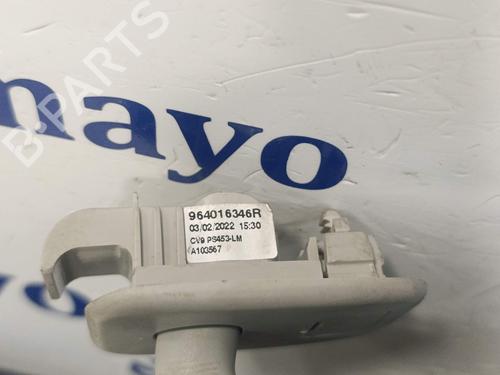 B-PARTS
mayo
964016346R
03/02/2022 15:30
CV9 PS453-LM
A103567